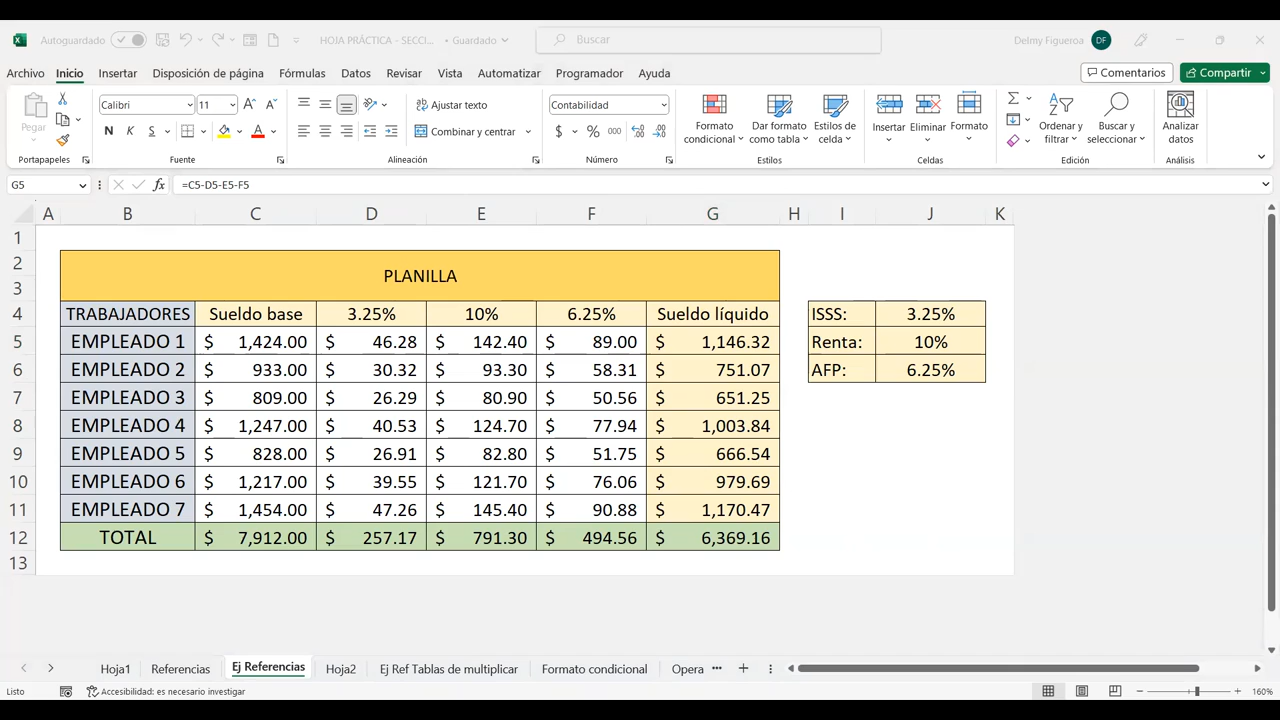 Autoguardado
HOJA PRÁCTICA - SECCI... • Guardado
Buscar
Delmy Figueroa DF
Archivo Inicio Insertar Disposición de página Fórmulas Datos Revisar Vista Automatizar Programador Ayuda
Comentarios Compartir
Pegar
Portapapeles
Calibri 11
N K S
Fuente
Ajustar texto
Combinar y centrar
Alineación
Contabilidad
$ % 000
Número
Formato condicional
Dar formato como tabla
Estilos de celda
Estilos
Insertar Eliminar Formato
Celdas
Ordenar y filtrar
Buscar y seleccionar
Edición
Analizar datos
Análisis
G5 fx =C5-D5-E5-F5
A B C D E F G H I J K
1
2
PLANILLA
3
4 TRABAJADORES Sueldo base 3.25% 10% 6.25% Sueldo líquido ISSS: 3.25%
5 EMPLEADO 1 $ 1,424.00 $ 46.28 $ 142.40 $ 89.00 $ 1,146.32 Renta: 10%
6 EMPLEADO 2 $ 933.00 $ 30.32 $ 93.30 $ 58.31 $ 751.07 AFP: 6.25%
7 EMPLEADO 3 $ 809.00 $ 26.29 $ 80.90 $ 50.56 $ 651.25
8 EMPLEADO 4 $ 1,247.00 $ 40.53 $ 124.70 $ 77.94 $ 1,003.84
9 EMPLEADO 5 $ 828.00 $ 26.91 $ 82.80 $ 51.75 $ 666.54
10 EMPLEADO 6 $ 1,217.00 $ 39.55 $ 121.70 $ 76.06 $ 979.69
11 EMPLEADO 7 $ 1,454.00 $ 47.26 $ 145.40 $ 90.88 $ 1,170.47
12 TOTAL $ 7,912.00 $ 257.17 $ 791.30 $ 494.56 $ 6,369.16
13
Hoja1 Referencias Ej Referencias Hoja2 Ej Ref Tablas de multiplicar Formato condicional Opera ...
Listo Accesibilidad: es necesario investigar 160%